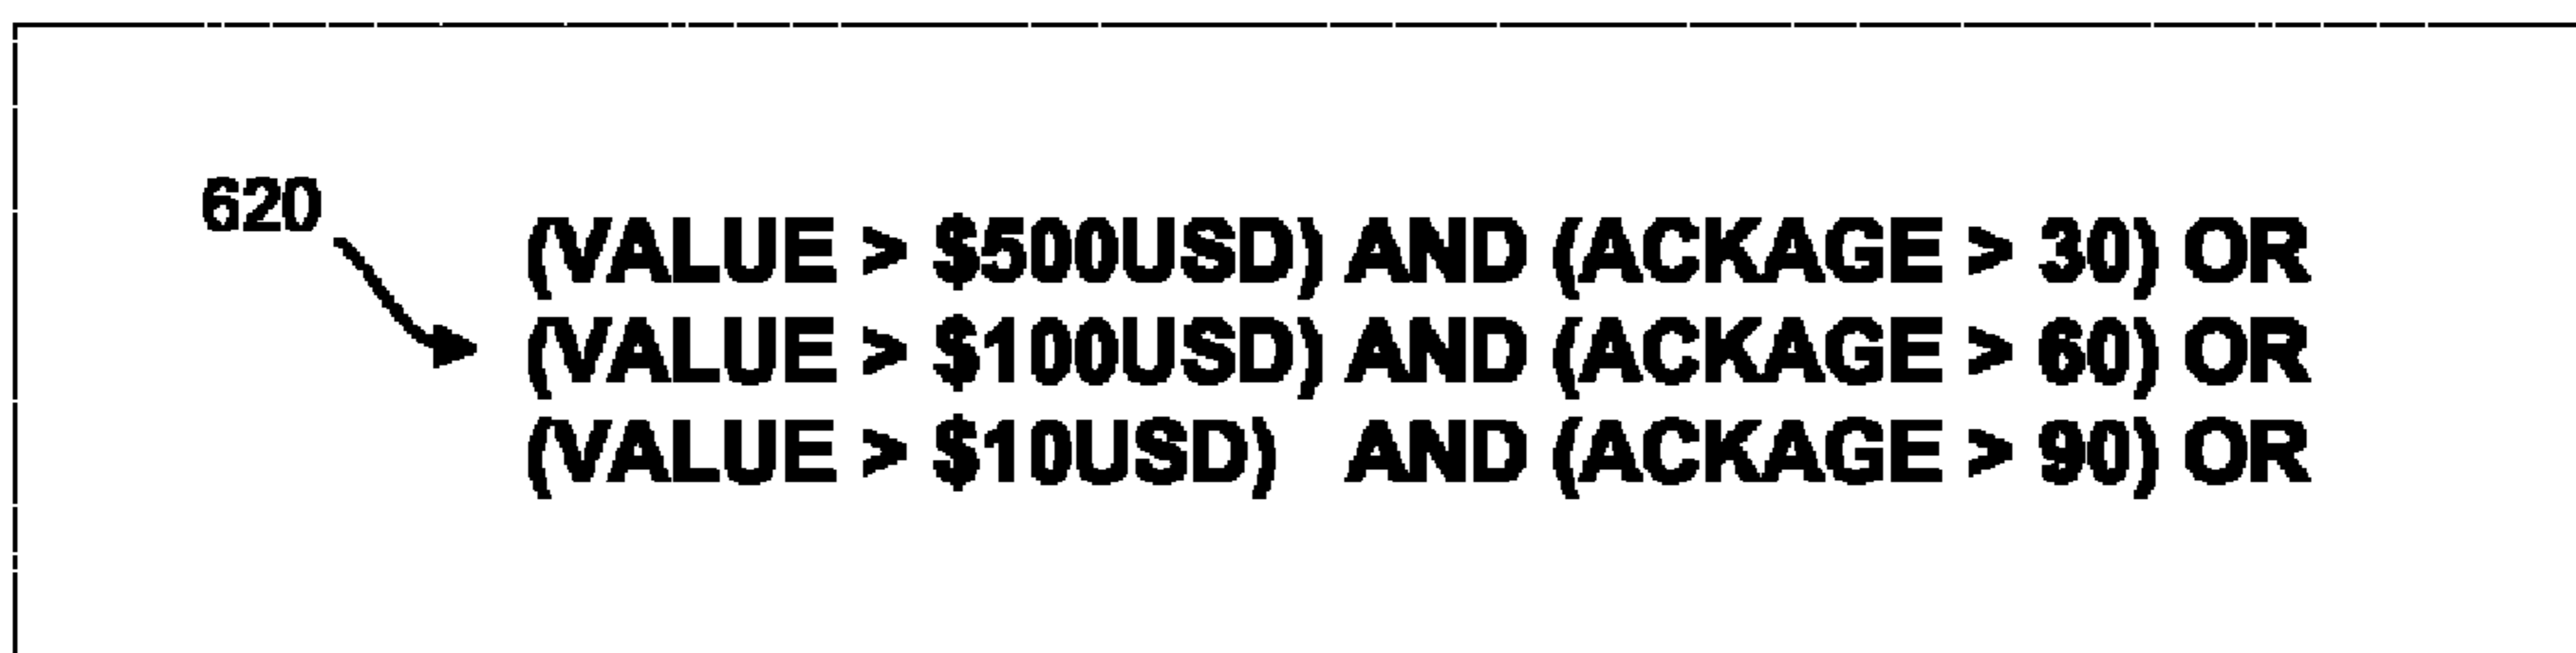 620
(VALUE > $500USD) AND (ACKAGE > 30) OR
(VALUE > $100USD) AND (ACKAGE > 60) OR
(VALUE > $10USD) AND (ACKAGE > 90) OR